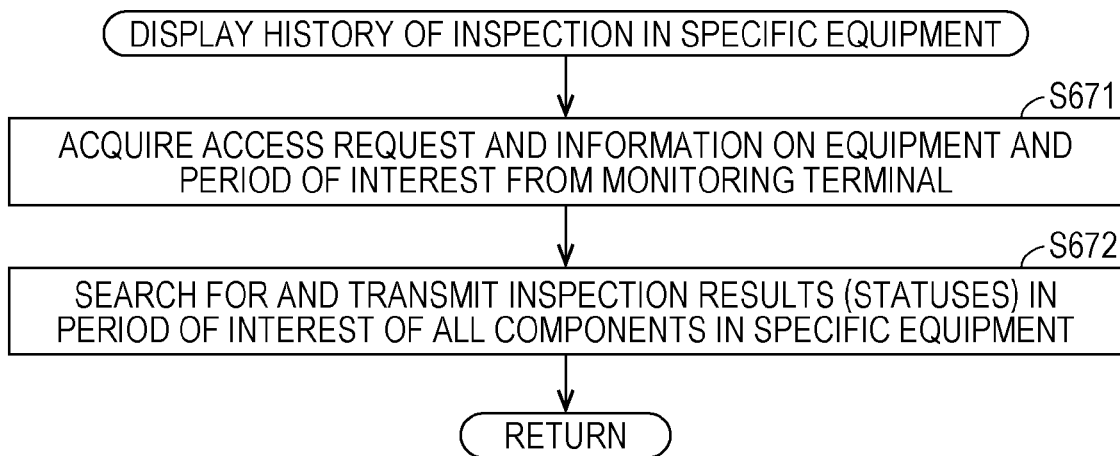 DISPLAY HISTORY OF INSPECTION IN SPECIFIC EQUIPMENT
S671
ACQUIRE ACCESS REQUEST AND INFORMATION ON EQUIPMENT AND
PERIOD OF INTEREST FROM MONITORING TERMINAL
S672
SEARCH FOR AND TRANSMIT INSPECTION RESULTS (STATUSES) IN
PERIOD OF INTEREST OF ALL COMPONENTS IN SPECIFIC EQUIPMENT
RETURN